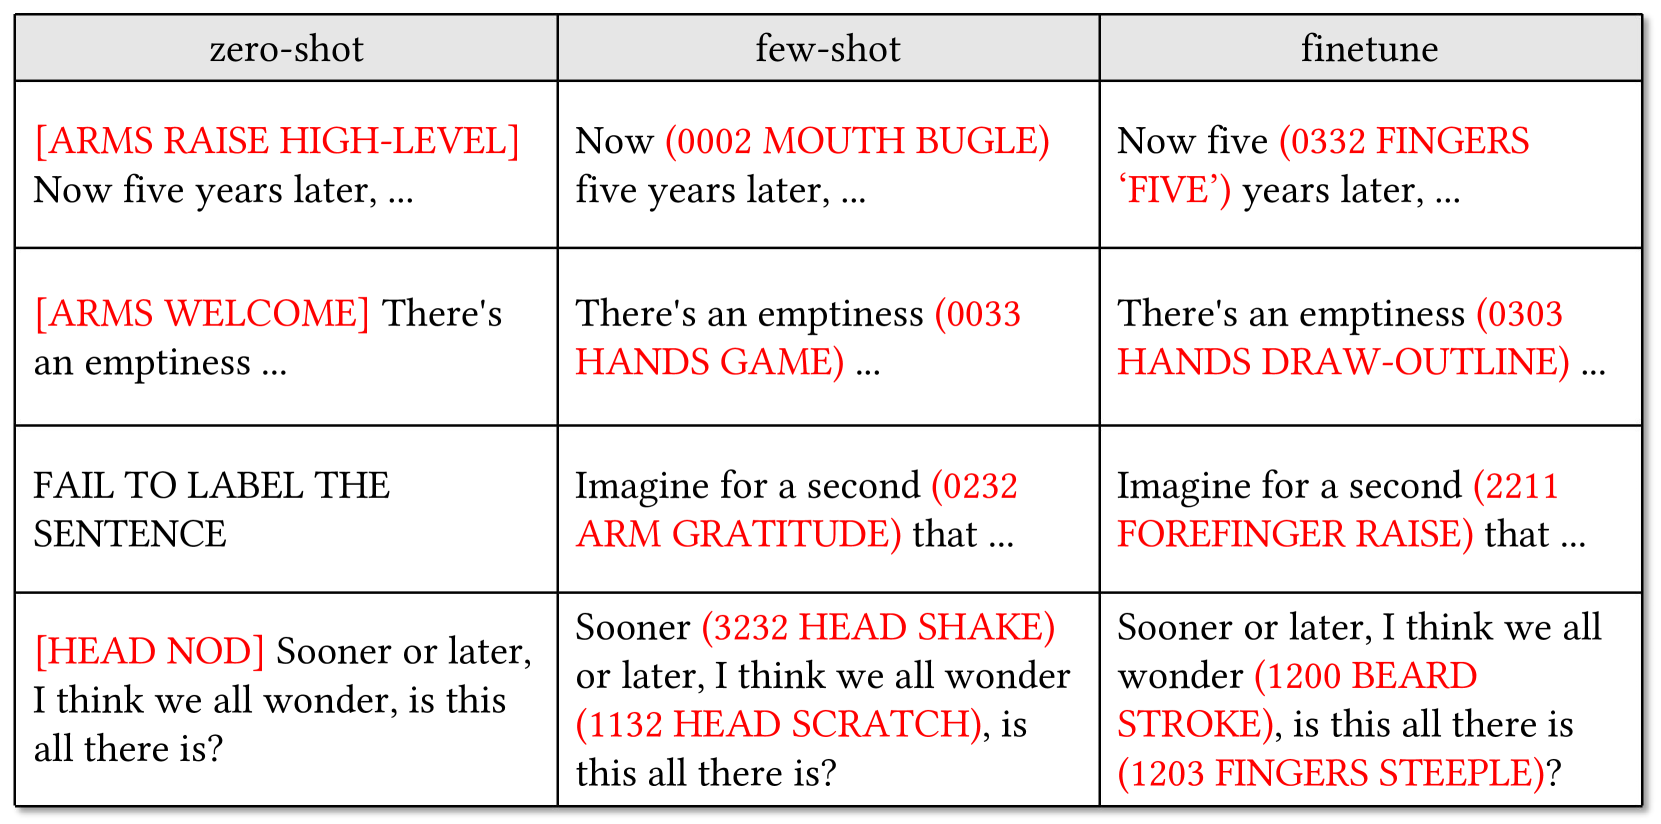 zero-shot
few-shot
finetune
[ARMS RAISE HIGH-LEVEL]
Now five years later, ...
Now (0002 MOUTH BUGLE)
five years later, ...
Now five (0332 FINGERS
‘FIVE’) years later, ...
[ARMS WELCOME] There's
an emptiness ...
There's an emptiness (0033
HANDS GAME) ...
There's an emptiness (0303
HANDS DRAW-OUTLINE) ...
FAIL TO LABEL THE
SENTENCE
Imagine for a second (0232
ARM GRATITUDE) that ...
Imagine for a second (2211
FOREFINGER RAISE) that ...
[HEAD NOD] Sooner or later,
I think we all wonder, is this
all there is?
Sooner (3232 HEAD SHAKE)
or later, I think we all wonder
(1132 HEAD SCRATCH), is
this all there is?
Sooner or later, I think we all
wonder (1200 BEARD
STROKE), is this all there is
(1203 FINGERS STEEPLE)?